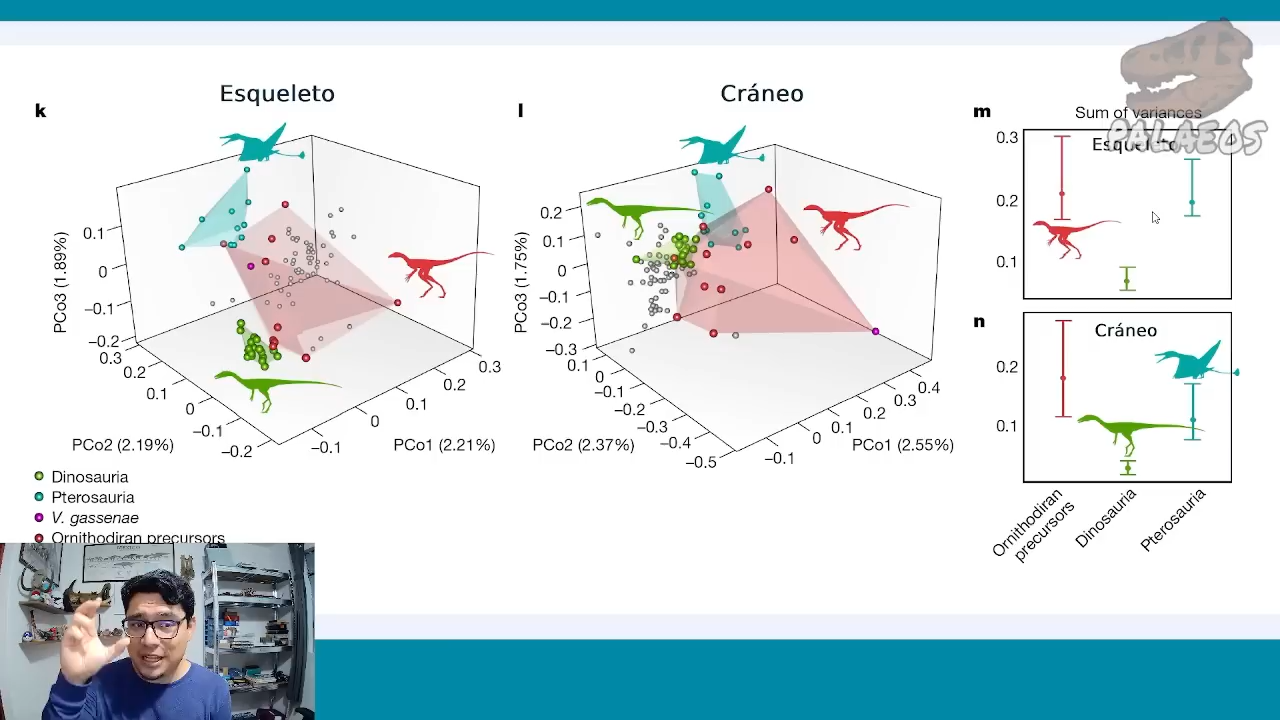 k
Esqueleto
PCo3 (1.89%)
0.1
0
−0.1
−0.2
0.3
0.2
0.1
0
−0.1
−0.2
PCo2 (2.19%)
−0.1
0
0.1
0.2
0.3
PCo1 (2.21%)
l
Cráneo
PCo3 (1.75%)
0.2
0.1
0
−0.1
−0.2
−0.3
0.1
0
−0.1
−0.2
−0.3
−0.4
−0.5
PCo2 (2.37%)
−0.1
0
0.1
0.2
0.3
0.4
PCo1 (2.55%)
PALAEOS
m
Sum of variances
Esqueleto
0.3
0.2
0.1
n
Cráneo
0.2
0.1
Ornithodiran
precursors
Dinosauria
Pterosauria
Dinosauria
Pterosauria
V. gassenae
Ornithodiran precursors